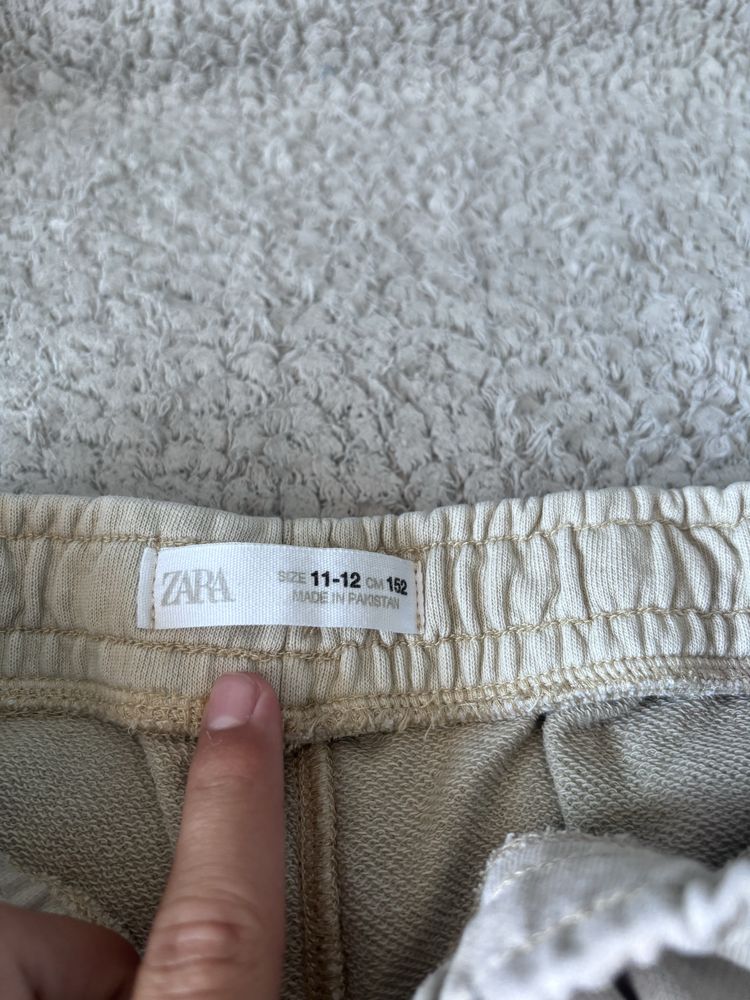 ZARA
SIZE 11-12 CM 152
MADE IN PAKISTAN